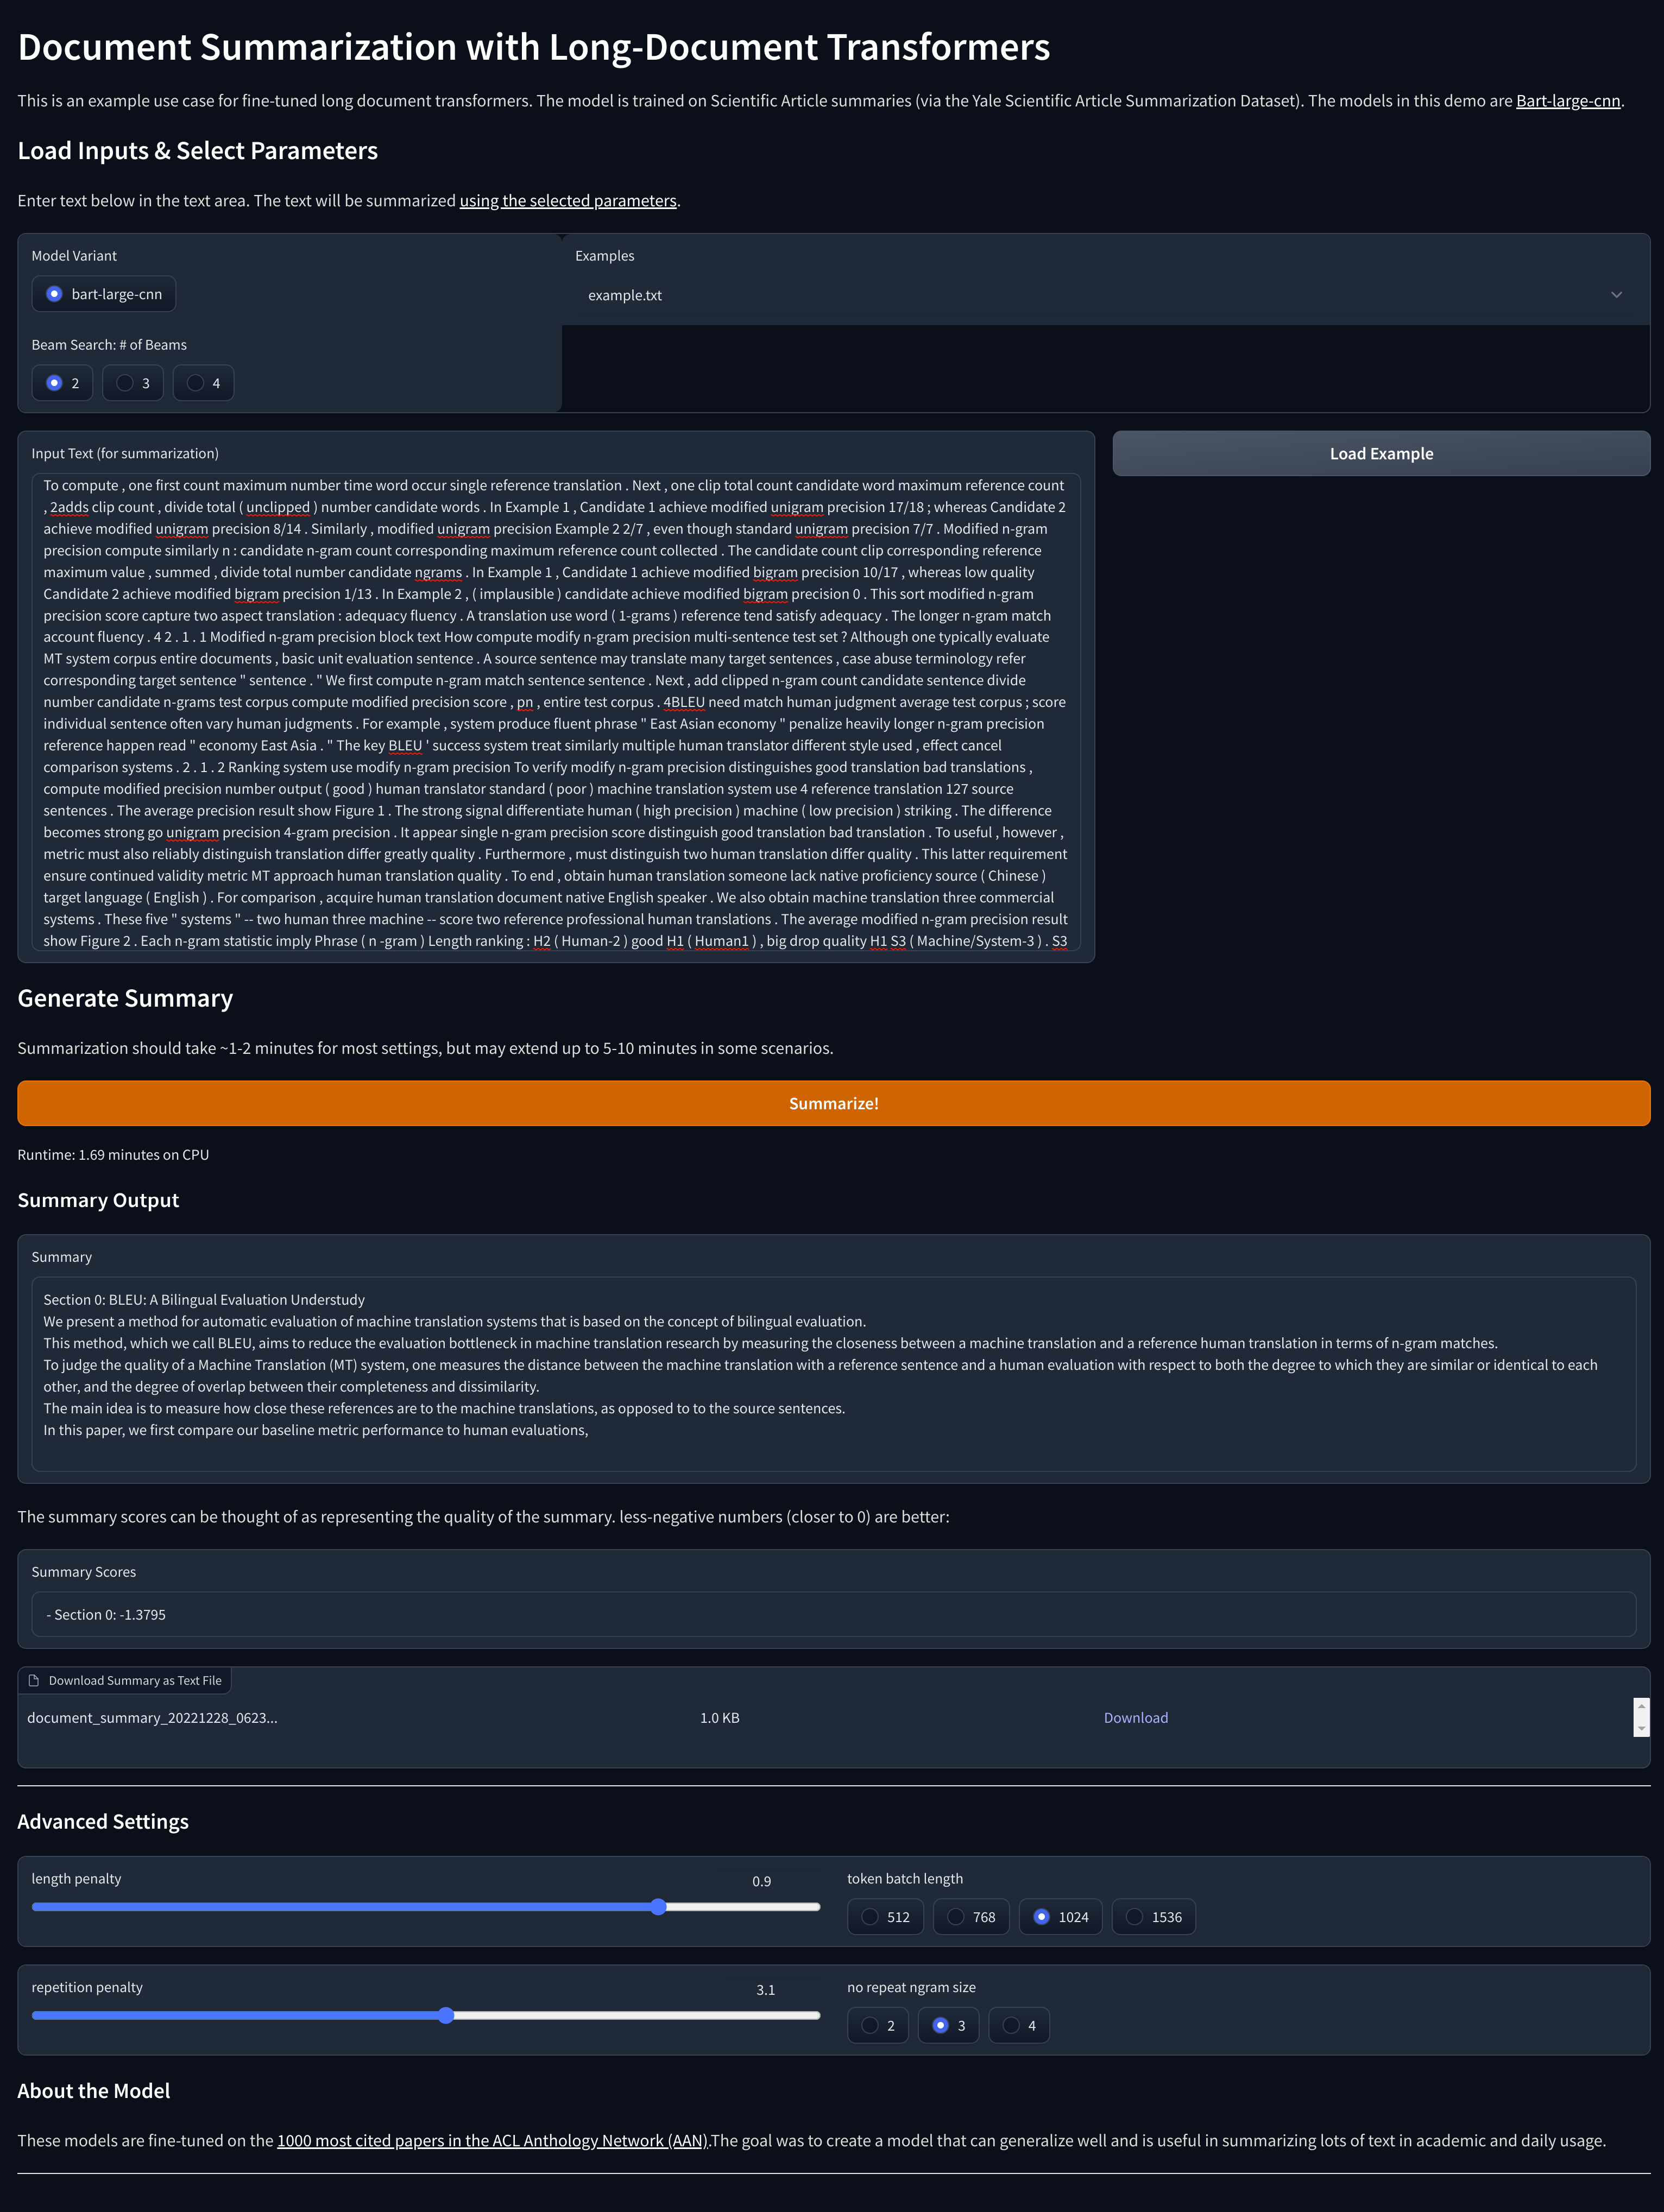 Document Summarization with Long-Document Transformers
This is an example use case for fine-tuned long document transformers. The model is trained on Scientific Article summaries (via the Yale Scientific Article Summarization Dataset). The models in this demo are Bart-large-cnn.
Load Inputs & Select Parameters
Enter text below in the text area. The text will be summarized using the selected parameters.
Model Variant
bart-large-cnn
Examples
example.txt
Beam Search: # of Beams
2 3 4
Input Text (for summarization)
Load Example
To compute , one first count maximum number time word occur single reference translation . Next , one clip total count candidate word maximum reference count
, 2adds clip count , divide total ( unclipped ) number candidate words . In Example 1 , Candidate 1 achieve modified unigram precision 17/18 ; whereas Candidate 2
achieve modified unigram precision 8/14 . Similarly , modified unigram precision Example 2 2/7 , even though standard unigram precision 7/7 . Modified n-gram
precision compute similarly n : candidate n-gram count corresponding maximum reference count collected . The candidate count clip corresponding reference
maximum value , summed , divide total number candidate ngrams . In Example 1 , Candidate 1 achieve modified bigram precision 10/17 , whereas low quality
Candidate 2 achieve modified bigram precision 1/13 . In Example 2 , ( implausible ) candidate achieve modified bigram precision 0 . This sort modified n-gram
precision score capture two aspect translation : adequacy fluency . A translation use word ( 1-grams ) reference tend satisfy adequacy . The longer n-gram match
account fluency . 4 2 . 1 . 1 Modified n-gram precision block text How compute modify n-gram precision multi-sentence test set ? Although one typically evaluate
MT system corpus entire documents , basic unit evaluation sentence . A source sentence may translate many target sentences , case abuse terminology refer
corresponding target sentence " sentence . " We first compute n-gram match sentence sentence . Next , add clipped n-gram count candidate sentence divide
number candidate n-grams test corpus compute modified precision score , pn , entire test corpus . 4BLEU need match human judgment average test corpus ; score
individual sentence often vary human judgments . For example , system produce fluent phrase " East Asian economy " penalize heavily longer n-gram precision
reference happen read " economy East Asia . " The key BLEU ' success system treat similarly multiple human translator different style used , effect cancel
comparison systems . 2 . 1 . 2 Ranking system use modify n-gram precision To verify modify n-gram precision distinguishes good translation bad translations ,
compute modified precision number output ( good ) human translator standard ( poor ) machine translation system use 4 reference translation 127 source
sentences . The average precision result show Figure 1 . The strong signal differentiate human ( high precision ) machine ( low precision ) striking . The difference
becomes strong go unigram precision 4-gram precision . It appear single n-gram precision score distinguish good translation bad translation . To useful , however ,
metric must also reliably distinguish translation differ greatly quality . Furthermore , must distinguish two human translation differ quality . This latter requirement
ensure continued validity metric MT approach human translation quality . To end , obtain human translation someone lack native proficiency source ( Chinese )
target language ( English ) . For comparison , acquire human translation document native English speaker . We also obtain machine translation three commercial
systems . These five " systems " -- two human three machine -- score two reference professional human translations . The average modified n-gram precision result
show Figure 2 . Each n-gram statistic imply Phrase ( n -gram ) Length ranking : H2 ( Human-2 ) good H1 ( Human1 ) , big drop quality H1 S3 ( Machine/System-3 ) . S3
Generate Summary
Summarization should take ~1-2 minutes for most settings, but may extend up to 5-10 minutes in some scenarios.
Summarize!
Runtime: 1.69 minutes on CPU
Summary Output
Summary
Section 0: BLEU: A Bilingual Evaluation Understudy
We present a method for automatic evaluation of machine translation systems that is based on the concept of bilingual evaluation.
This method, which we call BLEU, aims to reduce the evaluation bottleneck in machine translation research by measuring the closeness between a machine translation and a reference human translation in terms of n-gram matches.
To judge the quality of a Machine Translation (MT) system, one measures the distance between the machine translation with a reference sentence and a human evaluation with respect to both the degree to which they are similar or identical to each
other, and the degree of overlap between their completeness and dissimilarity.
The main idea is to measure how close these references are to the machine translations, as opposed to to the source sentences.
In this paper, we first compare our baseline metric performance to human evaluations,
The summary scores can be thought of as representing the quality of the summary. less-negative numbers (closer to 0) are better:
Summary Scores
- Section 0: -1.3795
Download Summary as Text File
document_summary_20221228_0623... 1.0 KB Download
Advanced Settings
length penalty 0.9
token batch length
512 768 1024 1536
repetition penalty 3.1
no repeat ngram size
2 3 4
About the Model
These models are fine-tuned on the 1000 most cited papers in the ACL Anthology Network (AAN).The goal was to create a model that can generalize well and is useful in summarizing lots of text in academic and daily usage.